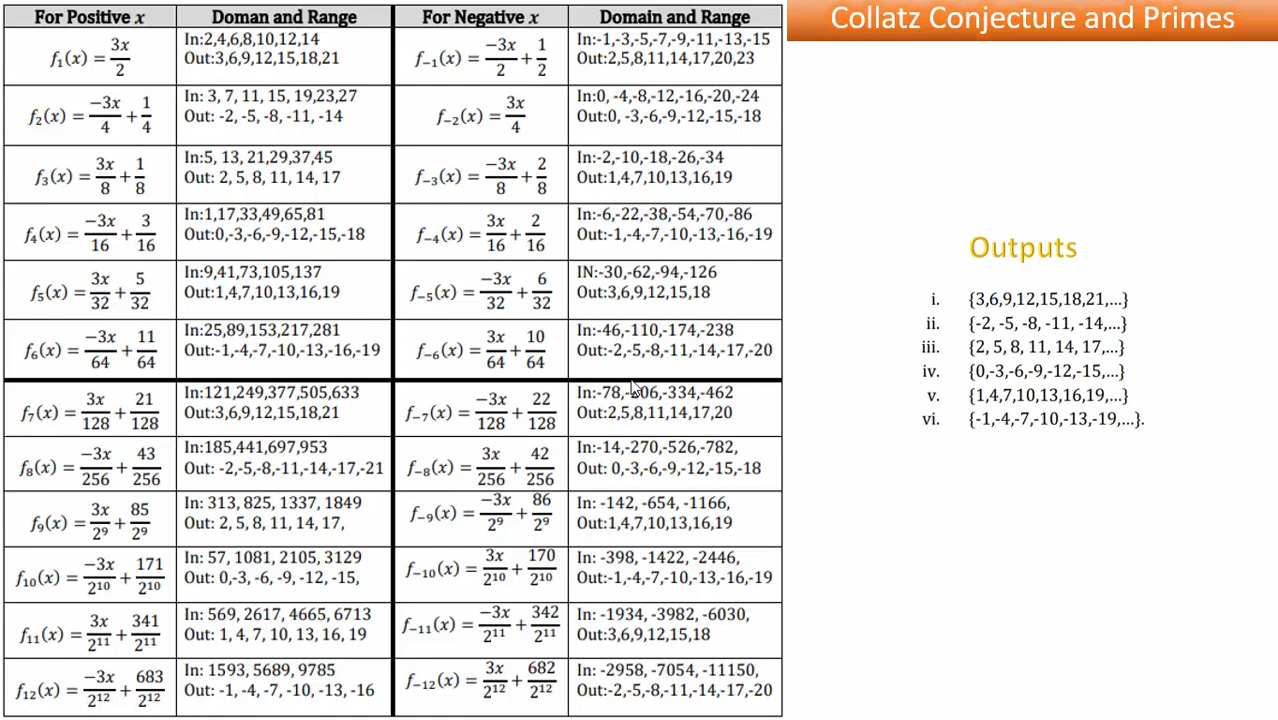 For Positive x | Doman and Range | For Negative x | Domain and Range
f₁(x) = 3x/2 | In:2,4,6,8,10,12,14 | f₋₁(x) = −3x/2 + 1/2 | In:-1,-3,-5,-7,-9,-11,-13,-15
Out:3,6,9,12,15,18,21 | Out:2,5,8,11,14,17,20,23
f₂(x) = −3x/4 + 1/4 | In: 3, 7, 11, 15, 19,23,27 | f₋₂(x) = 3x/4 | In:0, -4,-8,-12,-16,-20,-24
Out: -2, -5, -8, -11, -14 | Out:0, -3,-6,-9,-12,-15,-18
f₃(x) = 3x/8 + 1/8 | In:5, 13, 21,29,37,45 | f₋₃(x) = −3x/8 + 2/8 | In:-2,-10,-18,-26,-34
Out: 2, 5, 8, 11, 14, 17 | Out:1,4,7,10,13,16,19
f₄(x) = −3x/16 + 3/16 | In:1,17,33,49,65,81 | f₋₄(x) = 3x/16 + 2/16 | In:-6,-22,-38,-54,-70,-86
Out:0,-3,-6,-9,-12,-15,-18 | Out:-1,-4,-7,-10,-13,-16,-19
f₅(x) = 3x/32 + 5/32 | In:9,41,73,105,137 | f₋₅(x) = −3x/32 + 6/32 | IN:-30,-62,-94,-126
Out:1,4,7,10,13,16,19 | Out:3,6,9,12,15,18
f₆(x) = −3x/64 + 11/64 | In:25,89,153,217,281 | f₋₆(x) = 3x/64 + 10/64 | In:-46,-110,-174,-238
Out:-1,-4,-7,-10,-13,-16,-19 | Out:-2,-5,-8,-11,-14,-17,-20
f₇(x) = 3x/128 + 21/128 | In:121,249,377,505,633 | f₋₇(x) = −3x/128 + 22/128 | In:-78, -334,-462
Out:3,6,9,12,15,18,21 | Out:2,5,8,11,14,17,20
f₈(x) = −3x/256 + 43/256 | In:185,441,697,953 | f₋₈(x) = 3x/256 + 42/256 | In:-14,-270,-526,-782,
Out: -2,-5,-8,-11,-14,-17,-21 | Out: 0,-3,-6,-9,-12,-15,-18
f₉(x) = 3x/2⁹ + 85/2⁹ | In: 313, 825, 1337, 1849 | f₋₉(x) = −3x/2⁹ + 86/2⁹ | In: -142, -654, -1166,
Out: 2, 5, 8, 11, 14, 17, | Out:1,4,7,10,13,16,19
f₁₀(x) = −3x/2¹⁰ + 171/2¹⁰ | In: 57, 1081, 2105, 3129 | f₋₁₀(x) = 3x/2¹⁰ + 170/2¹⁰ | In: -398, -1422, -2446,
Out: 0,-3, -6, -9, -12, -15, | Out:-1,-4,-7,-10,-13,-16,-19
f₁₁(x) = 3x/2¹¹ + 341/2¹¹ | In: 569, 2617, 4665, 6713 | f₋₁₁(x) = −3x/2¹¹ + 342/2¹¹ | In: -1934, -3982, -6030,
Out: 1, 4, 7, 10, 13, 16, 19 | Out:3,6,9,12,15,18
f₁₂(x) = −3x/2¹² + 683/2¹² | In: 1593, 5689, 9785 | f₋₁₂(x) = 3x/2¹² + 682/2¹² | In: -2958, -7054, -11150,
Out: -1, -4, -7, -10, -13, -16 | Out:-2,-5,-8,-11,-14,-17,-20
Collatz Conjecture and Primes
Outputs
i. {3,6,9,12,15,18,21,...}
ii. {-2, -5, -8, -11, -14,...}
iii. {2, 5, 8, 11, 14, 17,...}
iv. {0,-3,-6,-9,-12,-15,...}
v. {1,4,7,10,13,16,19,...}
vi. {-1,-4,-7,-10,-13,-19,...}.